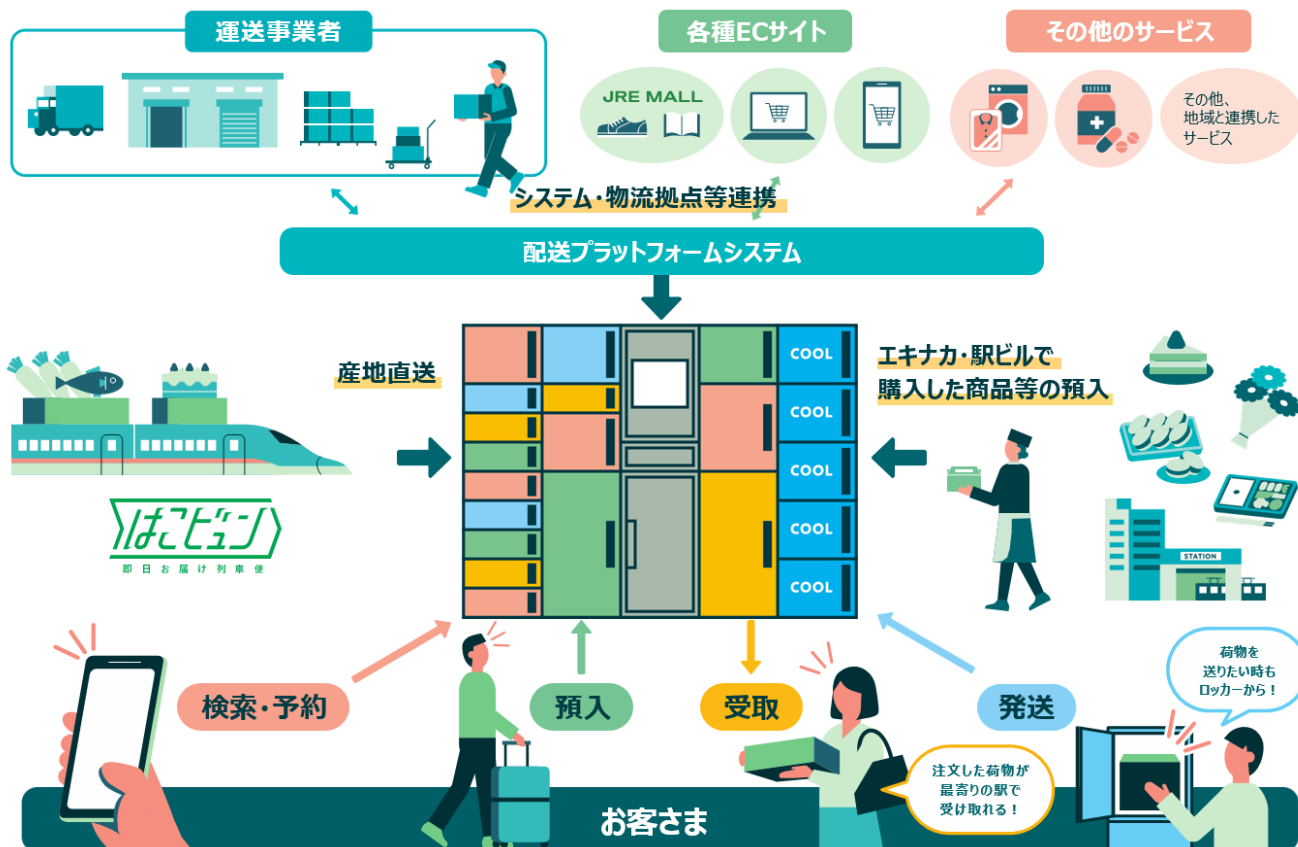 運送事業者
各種ECサイト
その他のサービス
JRE MALL
その他、
地域と連携した
サービス
システム・物流拠点等連携
配送プラットフォームシステム
産地直送
COOL
COOL
COOL
COOL
COOL
エキナカ・駅ビルで
購入した商品等の預入
はこビュン
即日お届け列車便
STATION
検索・予約
預入
受取
発送
荷物を
送りたい時も
ロッカーから！
注文した荷物が
最寄りの駅で
受け取れる！
お客さま